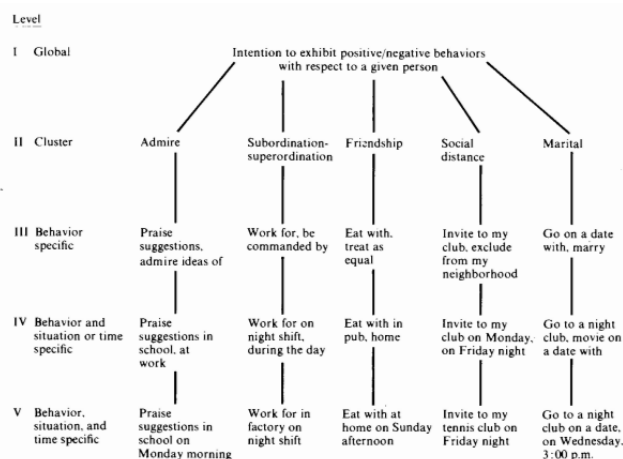 Level
I Global
Intention to exhibit positive/negative behaviors
with respect to a given person
II Cluster
Admire
Subordination-
superordination
Friendship
Social
distance
Marital
III Behavior
specific
Praise
suggestions,
admire ideas of
Work for, be
commanded by
Eat with,
treat as
equal
Invite to my
club, exclude
from my
neighborhood
Go on a date
with, marry
IV Behavior and
situation or time
specific
Praise
suggestions in
school, at
work
Work for on
night shift,
during the day
Eat with in
pub, home
Invite to my
club on Monday,
on Friday night
Go to a night
club, movie on
a date with
V Behavior,
situation, and
time specific
Praise
suggestions in
school on
Monday morning
Work for in
factory on
night shift
Eat with at
home on Sunday
afternoon
Invite to my
tennis club on
Friday night
Go to a night
club on a date,
on Wednesday,
3:00 p.m.